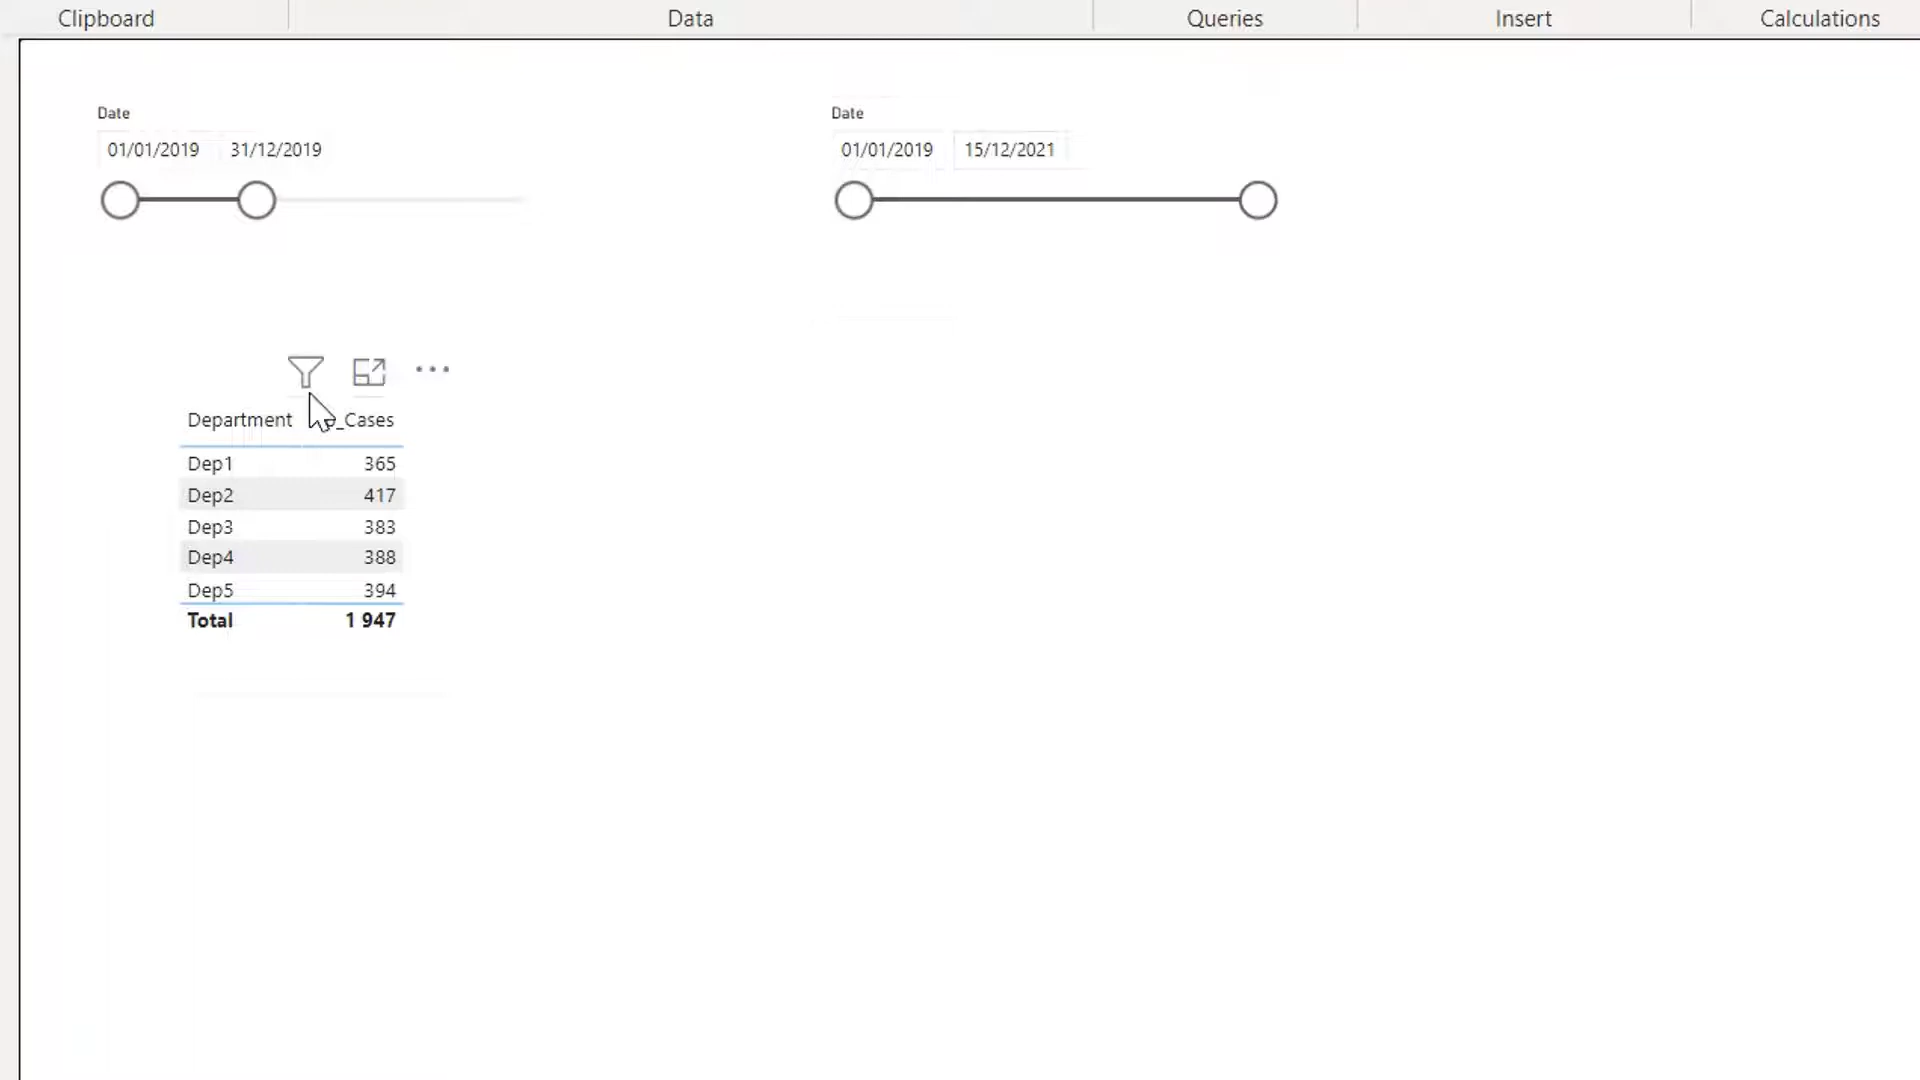 Clipboard Data Queries Insert Calculations
Date
01/01/2019 31/12/2019
Date
01/01/2019 15/12/2021
Department _Cases
Dep1 365
Dep2 417
Dep3 383
Dep4 388
Dep5 394
Total 1 947